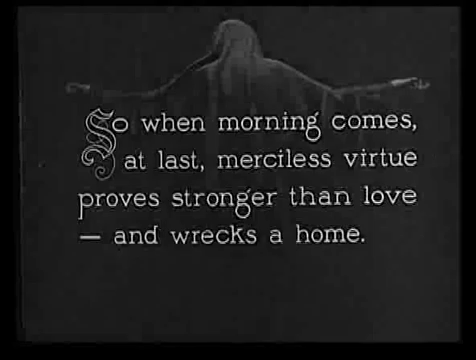 So when morning comes,
at last, merciless virtue
proves stronger than love
— and wrecks a home.